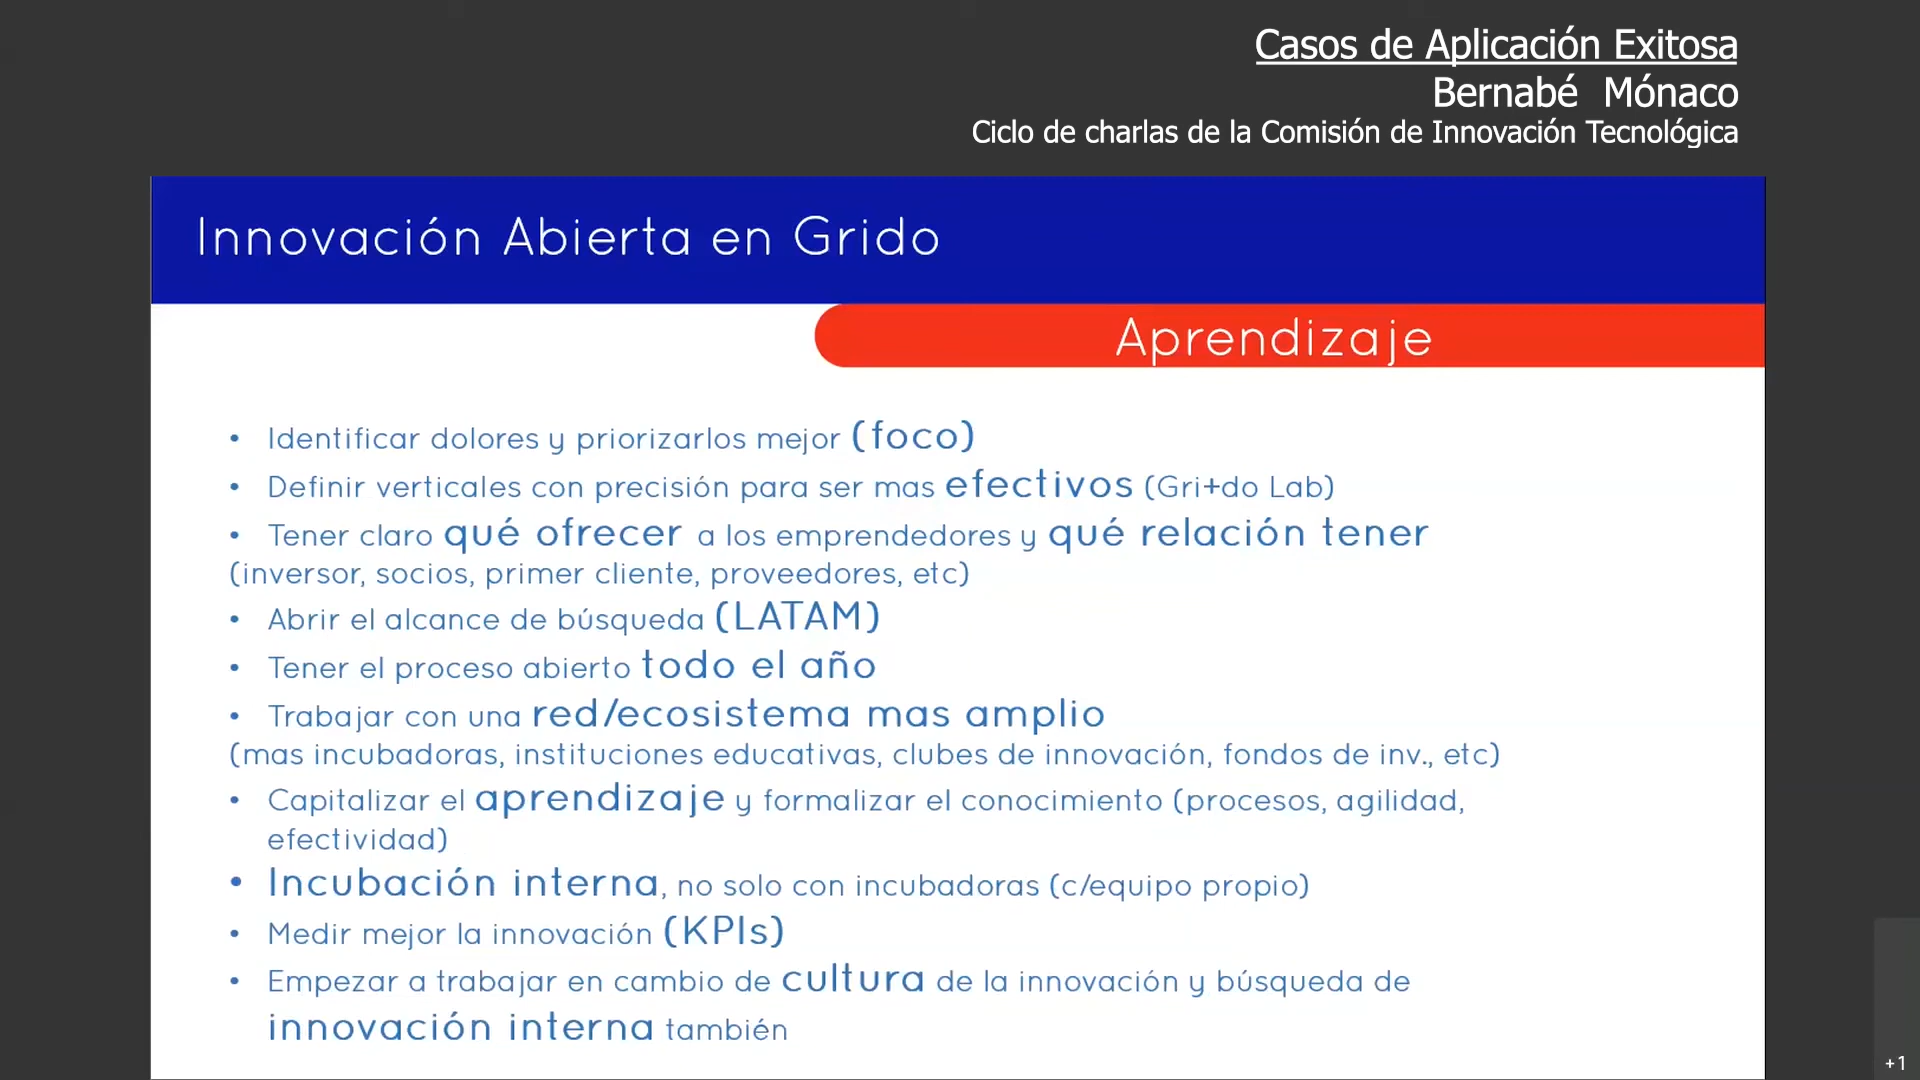 Casos de Aplicación Exitosa
Bernabé Mónaco
Ciclo de charlas de la Comisión de Innovación Tecnológica
Innovación Abierta en Grido
Aprendizaje
• Identificar dolores y priorizarlos mejor (foco)
• Definir verticales con precisión para ser mas efectivos (Gri+do Lab)
• Tener claro qué ofrecer a los emprendedores y qué relación tener
(inversor, socios, primer cliente, proveedores, etc)
• Abrir el alcance de búsqueda (LATAM)
• Tener el proceso abierto todo el año
• Trabajar con una red/ecosistema mas amplio
(mas incubadoras, instituciones educativas, clubes de innovación, fondos de inv., etc)
• Capitalizar el aprendizaje y formalizar el conocimiento (procesos, agilidad,
efectividad)
• Incubación interna, no solo con incubadoras (c/equipo propio)
• Medir mejor la innovación (KPIs)
• Empezar a trabajar en cambio de cultura de la innovación y búsqueda de
innovación interna también
+1